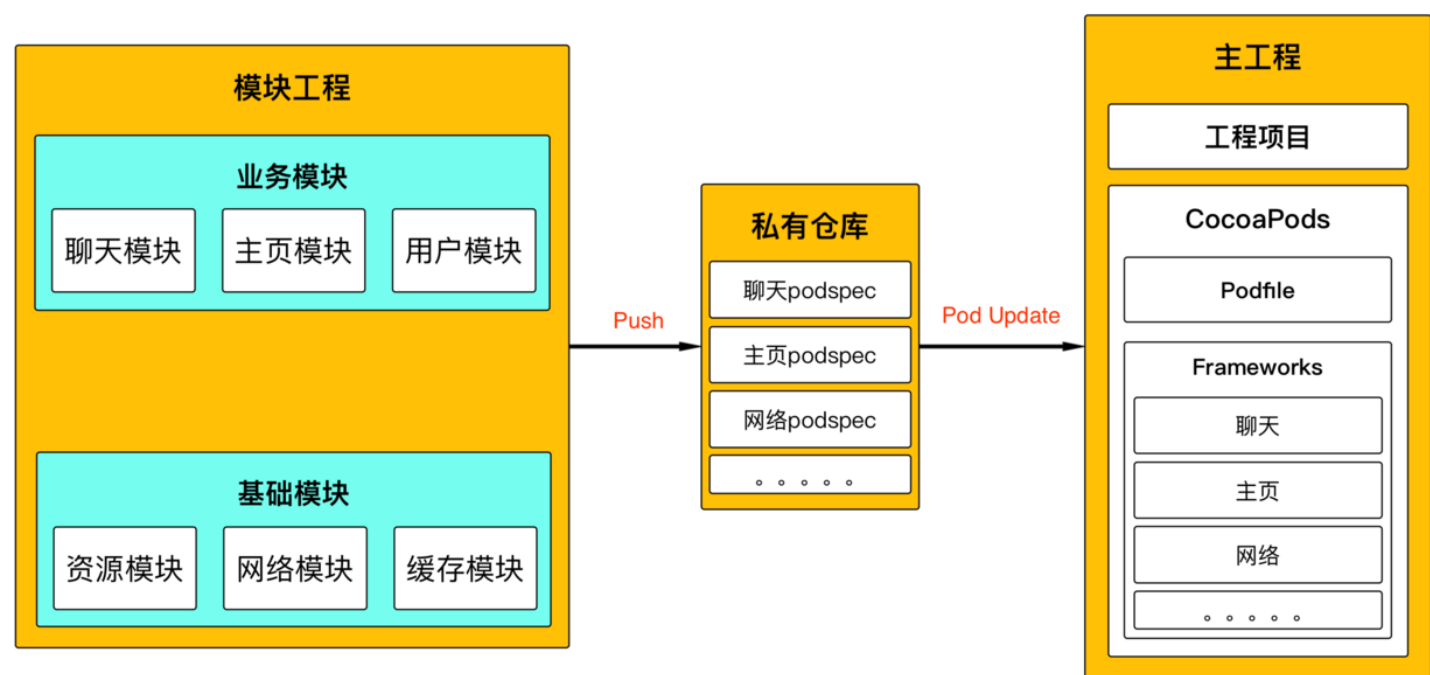 模块工程
业务模块
聊天模块
主页模块
用户模块
基础模块
资源模块
网络模块
缓存模块
Push
私有仓库
聊天podspec
主页podspec
网络podspec
。。。。。
Pod Update
主工程
工程项目
CocoaPods
Podfile
Frameworks
聊天
主页
网络
。。。。。